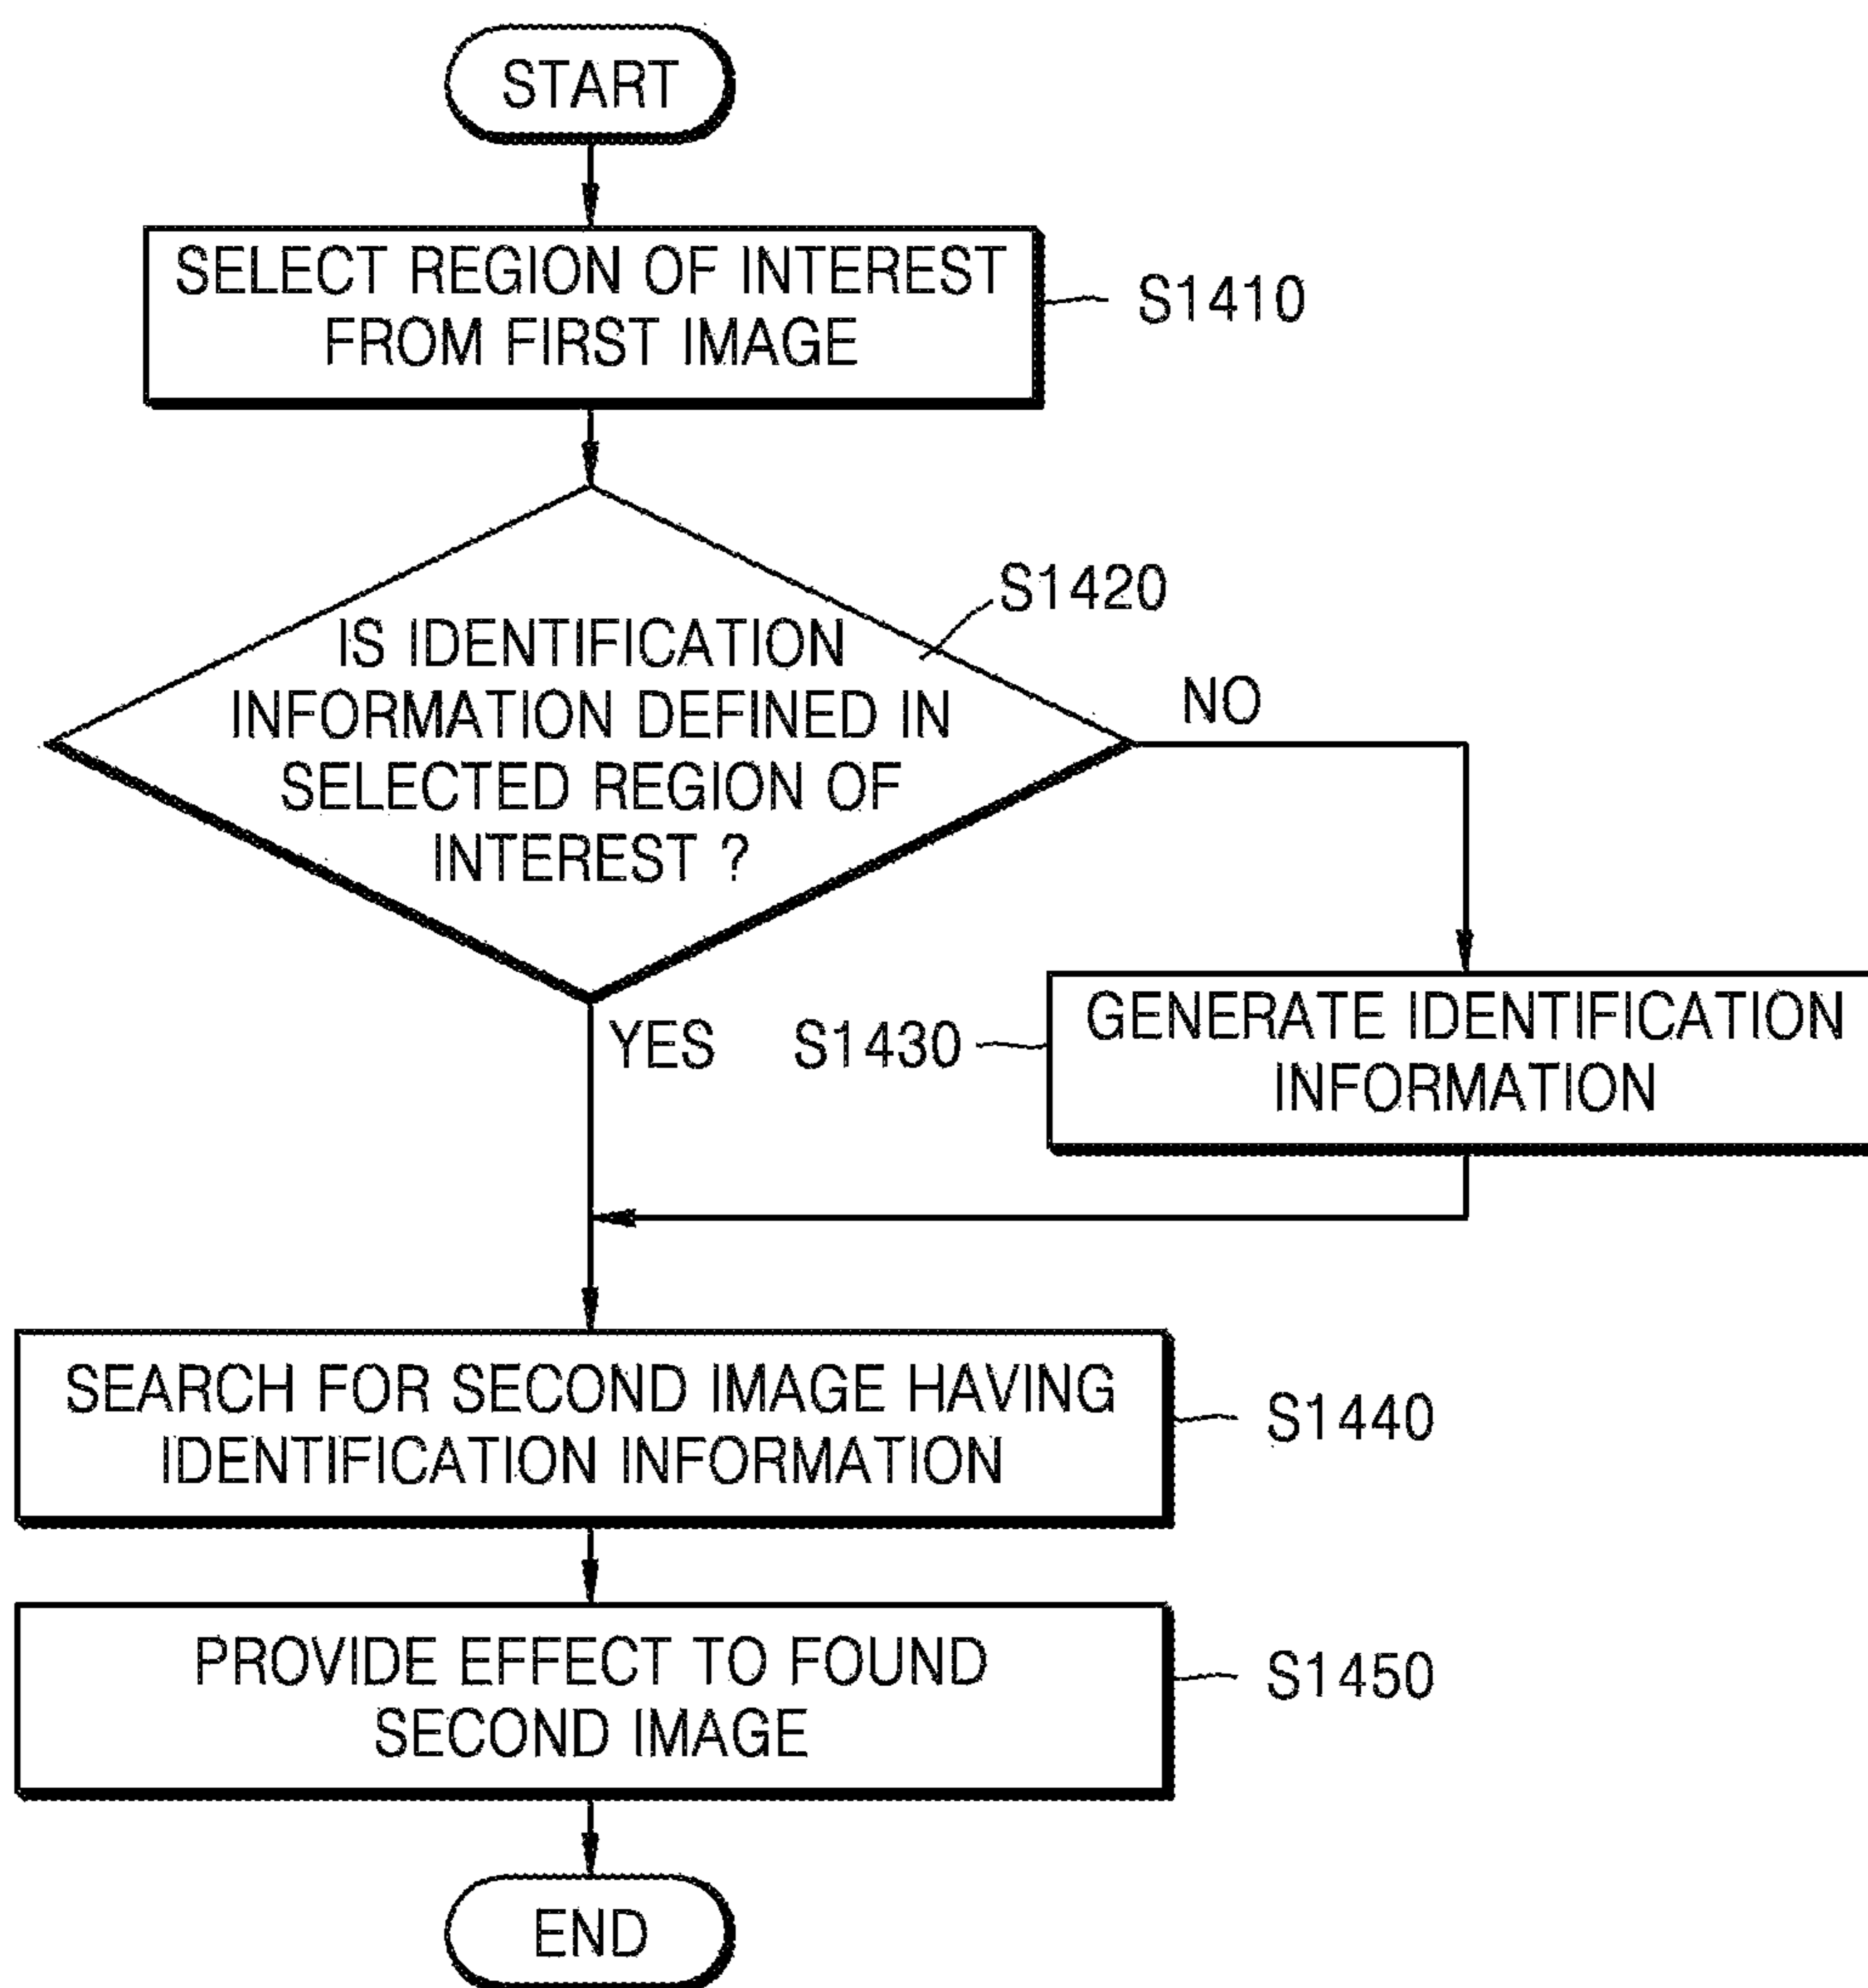 START
SELECT REGION OF INTEREST
FROM FIRST IMAGE
S1410
S1420
IS IDENTIFICATION
INFORMATION DEFINED IN
SELECTED REGION OF
INTEREST ?
NO
YES
S1430
GENERATE IDENTIFICATION
INFORMATION
SEARCH FOR SECOND IMAGE HAVING
IDENTIFICATION INFORMATION
S1440
PROVIDE EFFECT TO FOUND
SECOND IMAGE
S1450
END